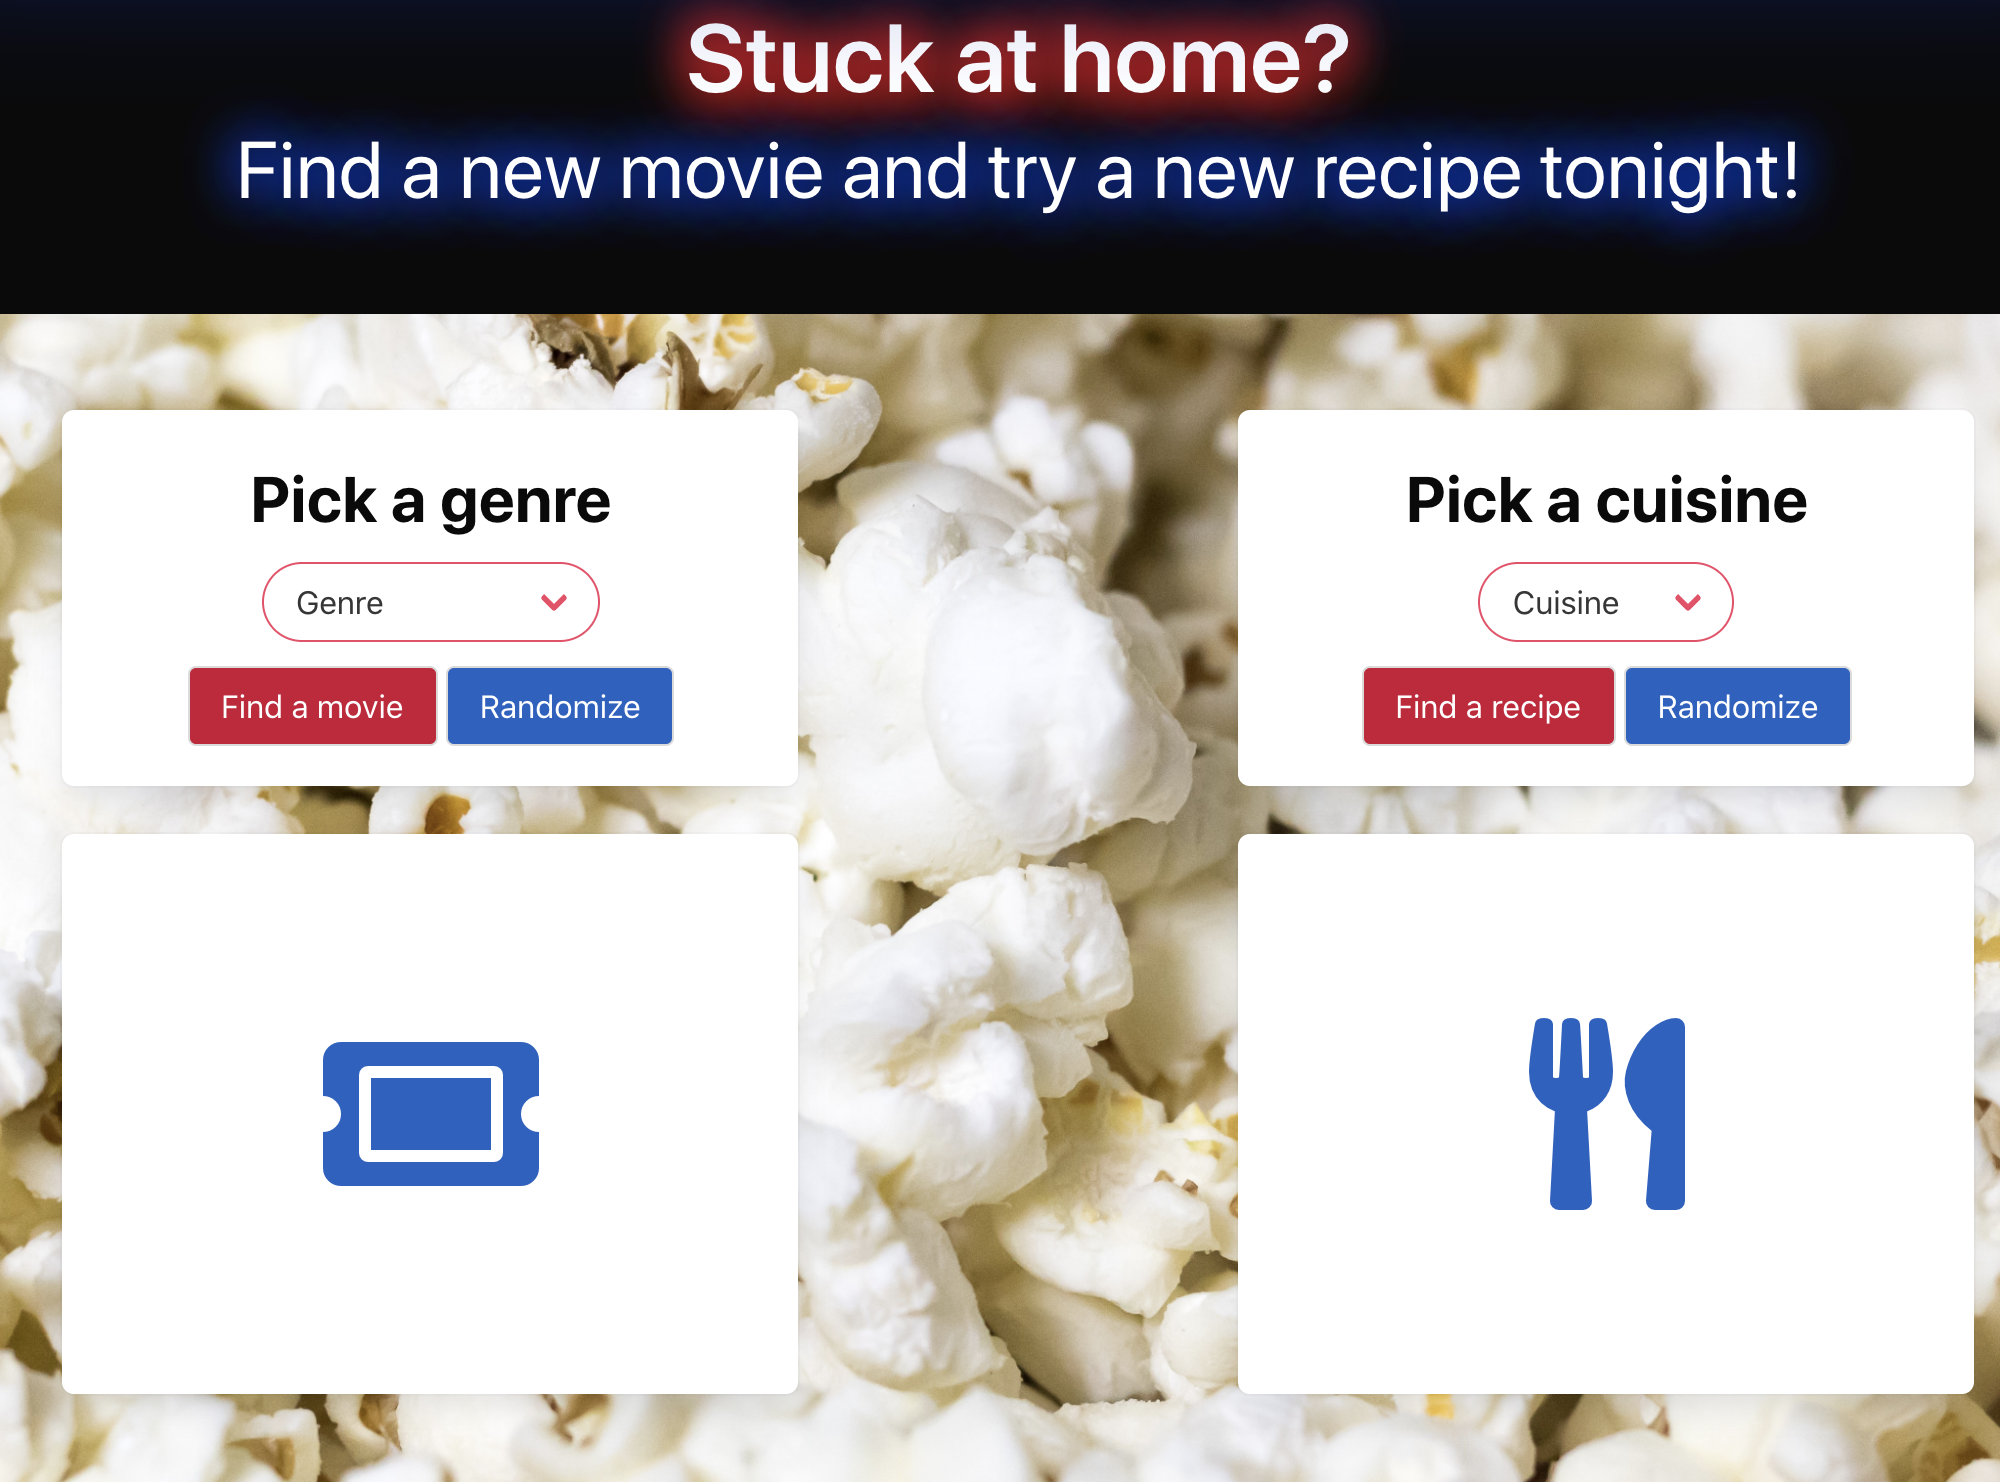 Stuck at home?
Find a new movie and try a new recipe tonight!
Pick a genre
Genre
Find a movie
Randomize
Pick a cuisine
Cuisine
Find a recipe
Randomize